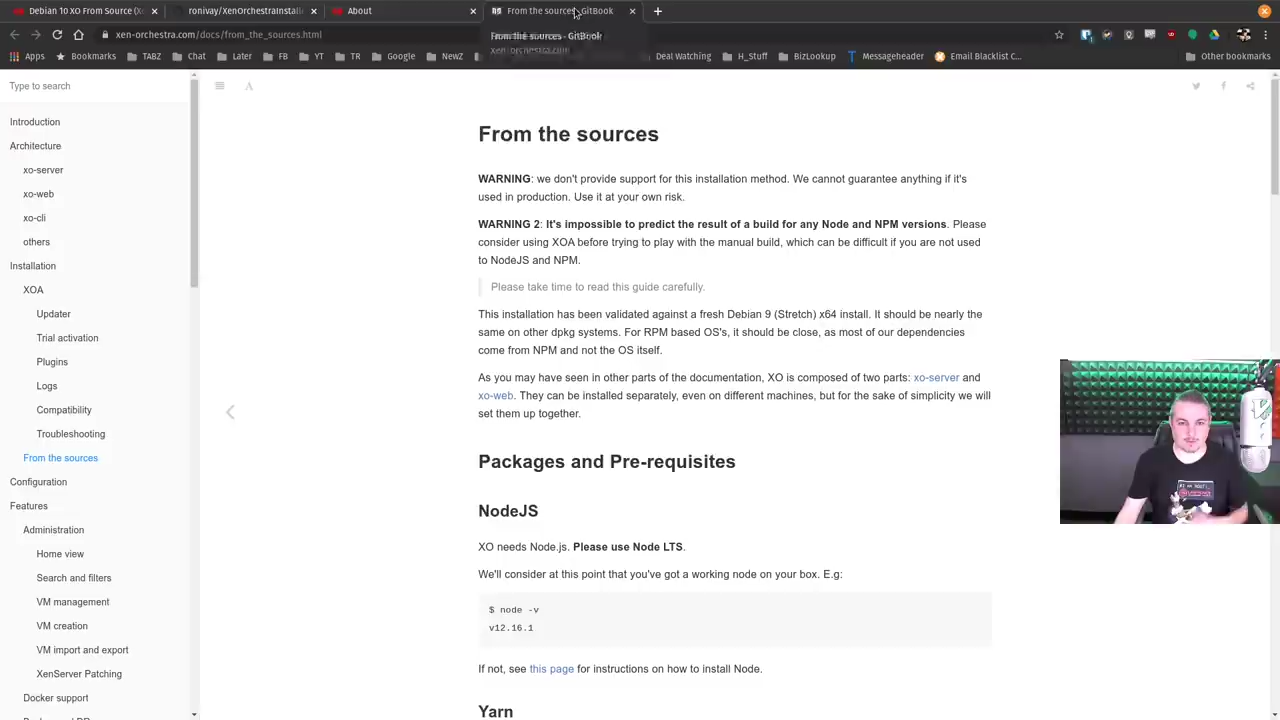 Debian 10 XO From Source (X
ronivay/XenOrchestraInstall
About
From the sources · GitBook
xen-orchestra.com/docs/from_the_sources.html
From the sources · GitBook
xen-orchestra.com
Apps
Bookmarks
TABZ
Chat
Later
FB
YT
TR
Google
NewZ
Deal Watching
H_Stuff
BizLookup
Messageheader
Email Blacklist C...
Other bookmarks
Type to search
Introduction
Architecture
xo-server
xo-web
xo-cli
others
Installation
XOA
Updater
Trial activation
Plugins
Logs
Compatibility
Troubleshooting
From the sources
Configuration
Features
Administration
Home view
Search and filters
VM management
VM creation
VM import and export
XenServer Patching
Docker support
From the sources
WARNING: we don't provide support for this installation method. We cannot guarantee anything if it's
used in production. Use it at your own risk.
WARNING 2: It's impossible to predict the result of a build for any Node and NPM versions. Please
consider using XOA before trying to play with the manual build, which can be difficult if you are not used
to NodeJS and NPM.
Please take time to read this guide carefully.
This installation has been validated against a fresh Debian 9 (Stretch) x64 install. It should be nearly the
same on other dpkg systems. For RPM based OS's, it should be close, as most of our dependencies
come from NPM and not the OS itself.
As you may have seen in other parts of the documentation, XO is composed of two parts: xo-server and
xo-web. They can be installed separately, even on different machines, but for the sake of simplicity we will
set them up together.
Packages and Pre-requisites
NodeJS
XO needs Node.js. Please use Node LTS.
We'll consider at this point that you've got a working node on your box. E.g:
$ node -v
v12.16.1
If not, see this page for instructions on how to install Node.
Yarn